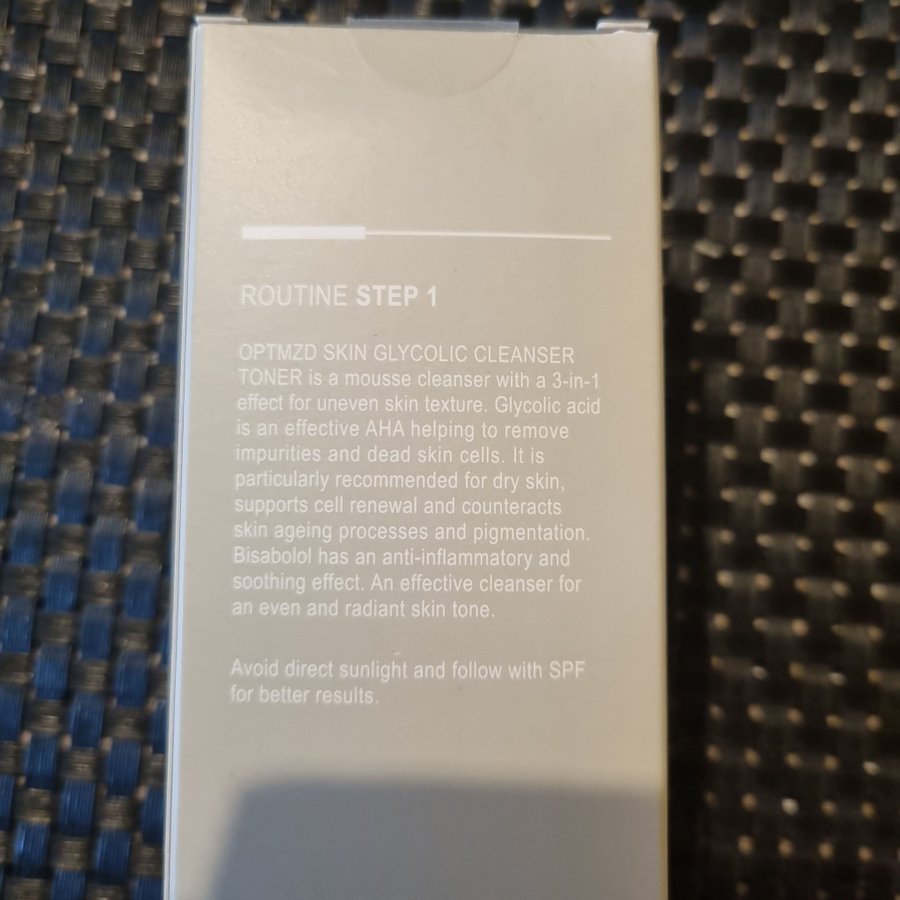 ROUTINE STEP 1
OPTMZD SKIN GLYCOLIC CLEANSER
TONER is a mousse cleanser with a 3-in-1
effect for uneven skin texture. Glycolic acid
is an effective AHA helping to remove
impurities and dead skin cells. It is
particularly recommended for dry skin,
supports cell renewal and counteracts
skin ageing processes and pigmentation.
Bisabolol has an anti-inflammatory and
soothing effect. An effective cleanser for
an even and radiant skin tone.
Avoid direct sunlight and follow with SPF
for better results.